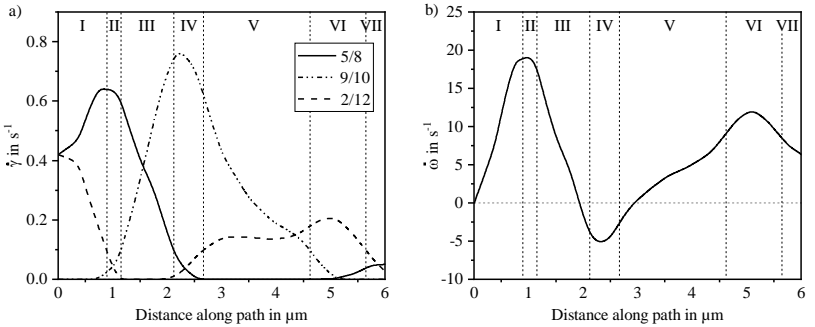 a)
I II III IV V VI VII
0.8
0.6
0.4
0.2
0.0
γ̇ in s⁻¹
5/8
9/10
2/12
0 1 2 3 4 5 6
Distance along path in µm
b)
I II III IV V VI VII
25
20
15
10
5
0
-5
-10
ω̇ in s⁻¹
0 1 2 3 4 5 6
Distance along path in µm